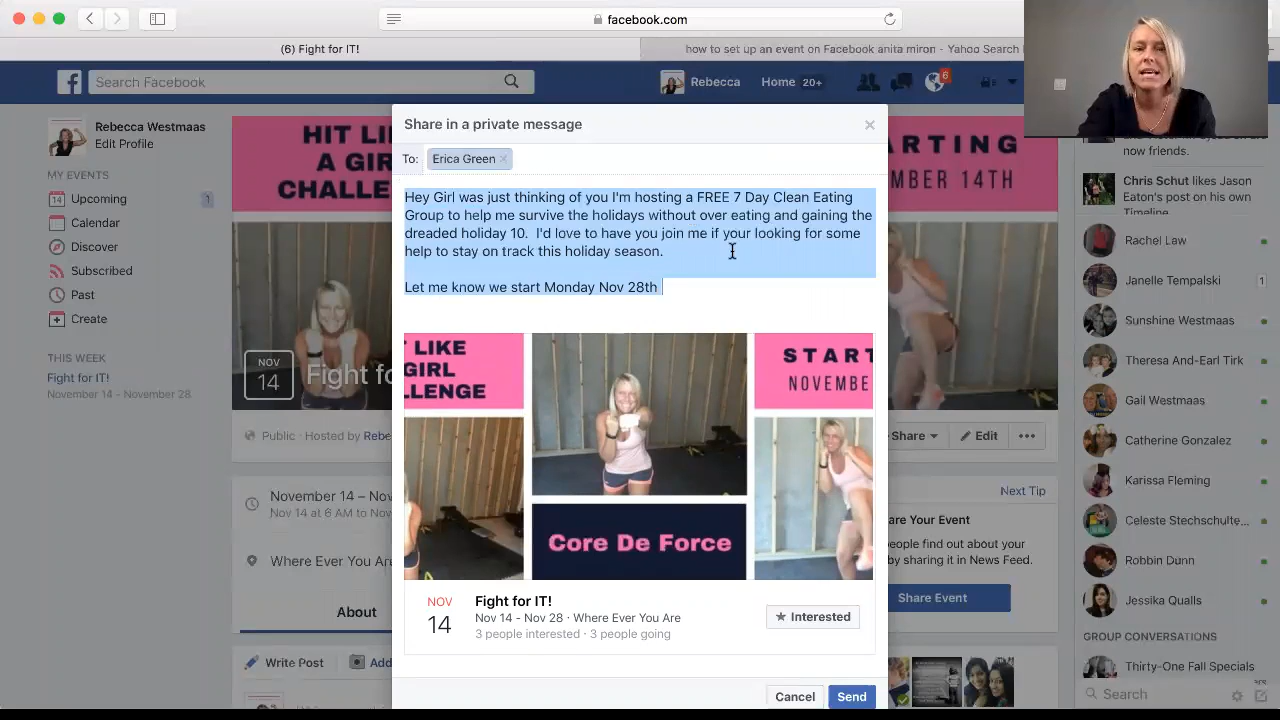 facebook.com
(6) Fight for IT!
how to set up an event on Facebook anita miron - Yahoo Search
Search Facebook
Rebecca
Home 20+
6
Rebecca Westmaas
Edit Profile
MY EVENTS
Upcoming
1
Calendar
Discover
Subscribed
Past
Create
THIS WEEK
Fight for IT!
November 14 - November 28
HIT LIKE
A GIRL
CHALLE
STARTING
BER 14TH
NOV
14
Fight fo
Public · Hosted by Rebe
Share
Edit
November 14 – Nov
Nov 14 at 6 AM to Nov
Where Ever You Are
About
Write Post
Add
Share in a private message
To: Erica Green
Hey Girl was just thinking of you I'm hosting a FREE 7 Day Clean Eating
Group to help me survive the holidays without over eating and gaining the
dreaded holiday 10. I'd love to have you join me if your looking for some
help to stay on track this holiday season.
Let me know we start Monday Nov 28th
T LIKE
GIRL
LENGE
START
NOVEMBE
Core De Force
NOV
14
Fight for IT!
Nov 14 - Nov 28 · Where Ever You Are
3 people interested · 3 people going
Interested
Cancel
Send
Next Tip
are Your Event
people find out about your
by sharing it in News Feed.
Share Event
now friends.
Chris Schut likes Jason
Eaton's post on his own
Timeline.
Rachel Law
Janelle Tempalski
1
Sunshine Westmaas
Theresa And-Earl Tirk
Gail Westmaas
Catherine Gonzalez
Karissa Fleming
Celeste Stechschulte...
Robbin Dunn
Jessika Qualls
GROUP CONVERSATIONS
Thirty-One Fall Specials
Search